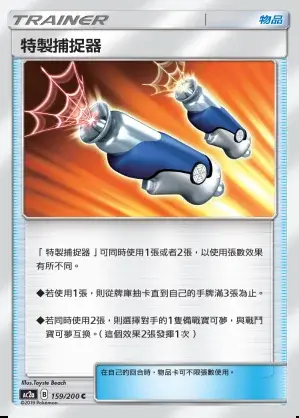 TRAINER 物品
特製捕捉器
「特製捕捉器」可同時使用1張或者2張，以使用張數效果
有所不同。
◆若使用1張，則從牌庫抽卡直到自己的手牌滿3張為止。
◆若同時使用2張，則選擇對手的1隻備戰寶可夢，與戰鬥
寶可夢互換。（這個效果2張發揮1次）
Illus.Toyste Beach
在自己的回合時，物品卡可不限張數使用。
AC2a B 159/200 C
©2019 Pokémon